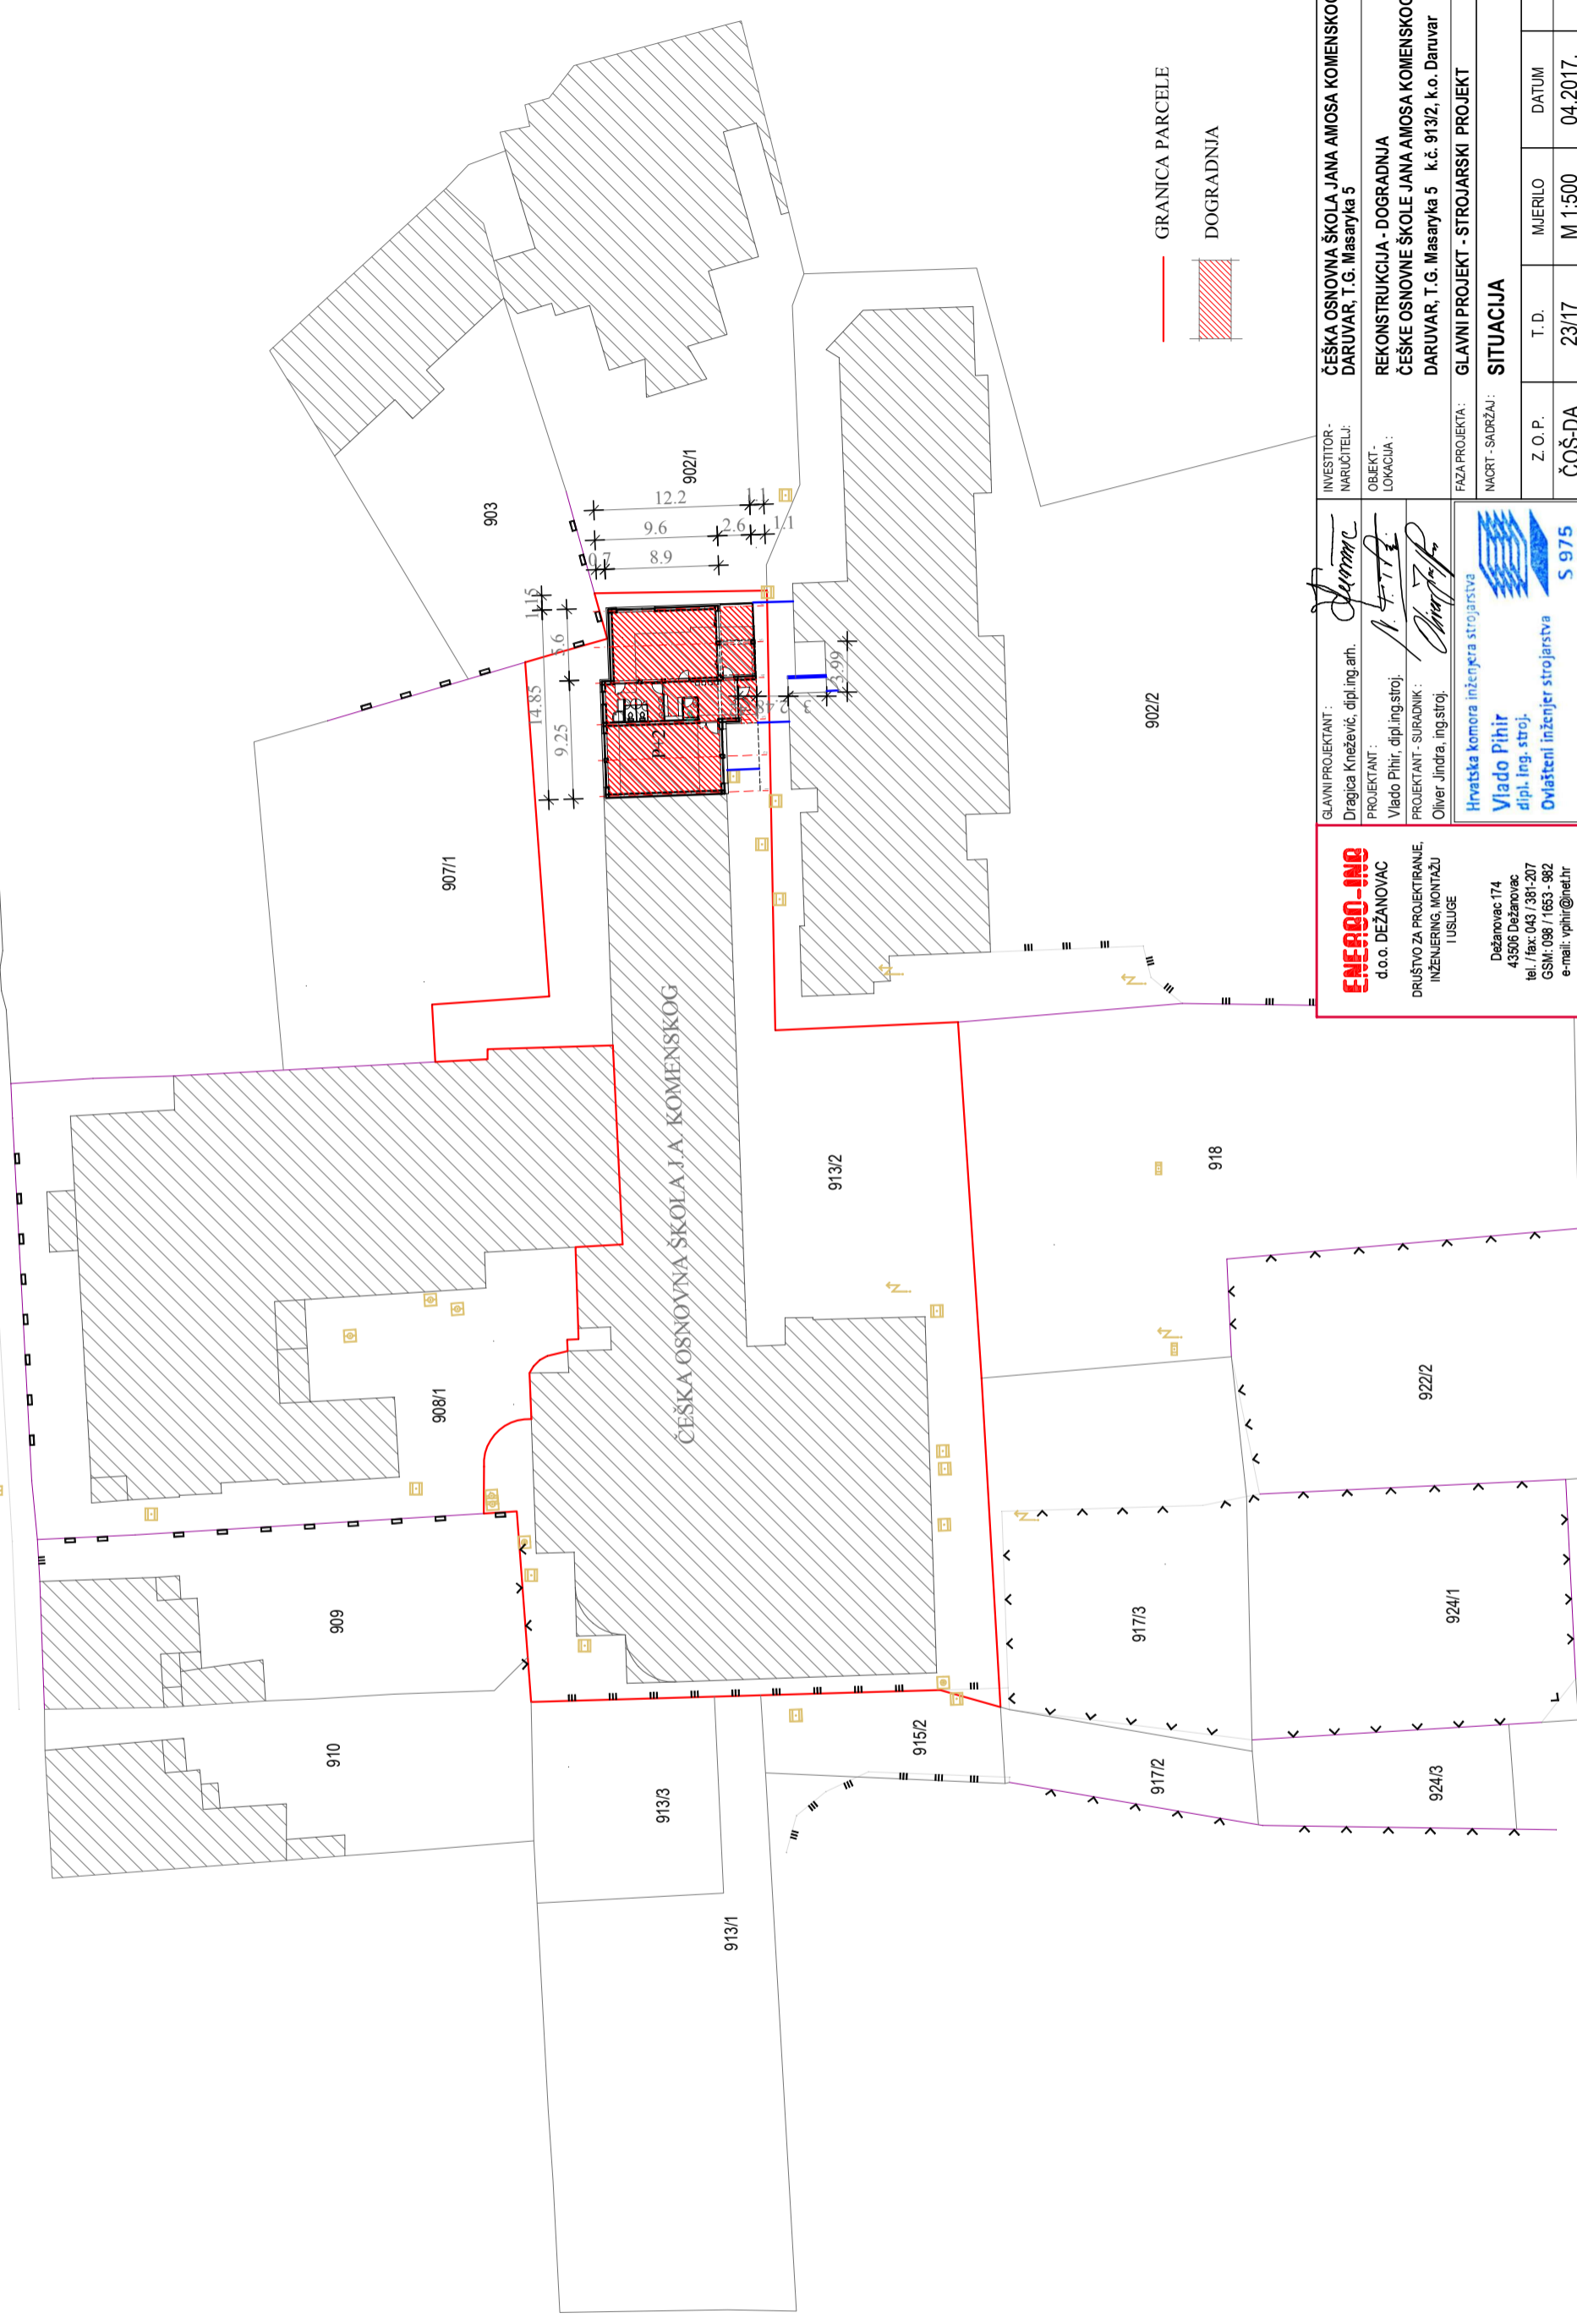 903
902/1
12.2
1.1
9.6
2.6
1.1
0.7
8.9
1.15
5.6
14.85
9.25
3.99
3
2.48
P-2
907/1
902/2
ČEŠKA OSNOVNA ŠKOLA J.A. KOMENSKOG
913/2
918
908/1
922/2
909
917/3
924/1
910
915/2
917/2
924/3
913/3
913/1
GRANICA PARCELE
DOGRADNJA
ENERGO-ING
d.o.o. DEŽANOVAC
DRUŠTVO ZA PROJEKTIRANJE,
INŽENJERING, MONTAŽU
I USLUGE
Dežanovac 174
43506 Dežanovac
tel. / fax: 043 / 381-207
GSM: 098 / 1653 - 982
e-mail: vpihir@inet.hr
GLAVNI PROJEKTANT :
Dragica Knežević, dipl.ing.arh.
PROJEKTANT :
Vlado Pihir, dipl.ing.stroj.
PROJEKTANT - SURADNIK :
Oliver Jindra, ing.stroj.
Hrvatska komora inženjera strojarstva
Vlado Pihir
dipl. ing. stroj.
Ovlašteni inženjer strojarstva
S 975
INVESTITOR -
NARUČITELJ:
ČEŠKA OSNOVNA ŠKOLA JANA AMOSA KOMENSKOG
DARUVAR, T.G. Masaryka 5
OBJEKT -
LOKACIJA :
REKONSTRUKCIJA - DOGRADNJA
ČEŠKE OSNOVNE ŠKOLE JANA AMOSA KOMENSKOG
DARUVAR, T.G. Masaryka 5 k.č. 913/2, k.o. Daruvar
FAZA PROJEKTA :
GLAVNI PROJEKT - STROJARSKI PROJEKT
NACRT - SADRŽAJ :
SITUACIJA
Z. O. P. T. D. MJERILO DATUM
ČOŠ-DA 23/17 M 1:500 04.2017.